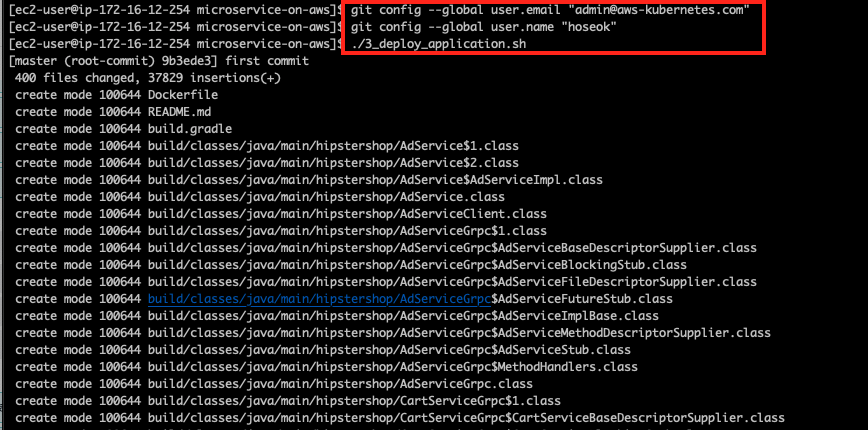 [ec2-user@ip-172-16-12-254 microservice-on-aws]$ git config --global user.email "admin@aws-kubernetes.com"
[ec2-user@ip-172-16-12-254 microservice-on-aws]$ git config --global user.name "hoseok"
[ec2-user@ip-172-16-12-254 microservice-on-aws]$ ./3_deploy_application.sh
[master (root-commit) 9b3ede3] first commit
400 files changed, 37829 insertions(+)
create mode 100644 Dockerfile
create mode 100644 README.md
create mode 100644 build.gradle
create mode 100644 build/classes/java/main/hipstershop/AdService$1.class
create mode 100644 build/classes/java/main/hipstershop/AdService$2.class
create mode 100644 build/classes/java/main/hipstershop/AdService$AdServiceImpl.class
create mode 100644 build/classes/java/main/hipstershop/AdService.class
create mode 100644 build/classes/java/main/hipstershop/AdServiceClient.class
create mode 100644 build/classes/java/main/hipstershop/AdServiceGrpc$1.class
create mode 100644 build/classes/java/main/hipstershop/AdServiceGrpc$AdServiceBaseDescriptorSupplier.class
create mode 100644 build/classes/java/main/hipstershop/AdServiceGrpc$AdServiceBlockingStub.class
create mode 100644 build/classes/java/main/hipstershop/AdServiceGrpc$AdServiceFileDescriptorSupplier.class
create mode 100644 build/classes/java/main/hipstershop/AdServiceGrpc$AdServiceFutureStub.class
create mode 100644 build/classes/java/main/hipstershop/AdServiceGrpc$AdServiceImplBase.class
create mode 100644 build/classes/java/main/hipstershop/AdServiceGrpc$AdServiceMethodDescriptorSupplier.class
create mode 100644 build/classes/java/main/hipstershop/AdServiceGrpc$AdServiceStub.class
create mode 100644 build/classes/java/main/hipstershop/AdServiceGrpc$MethodHandlers.class
create mode 100644 build/classes/java/main/hipstershop/AdServiceGrpc.class
create mode 100644 build/classes/java/main/hipstershop/CartServiceGrpc$1.class
create mode 100644 build/classes/java/main/hipstershop/CartServiceGrpc$CartServiceBaseDescriptorSupplier.class